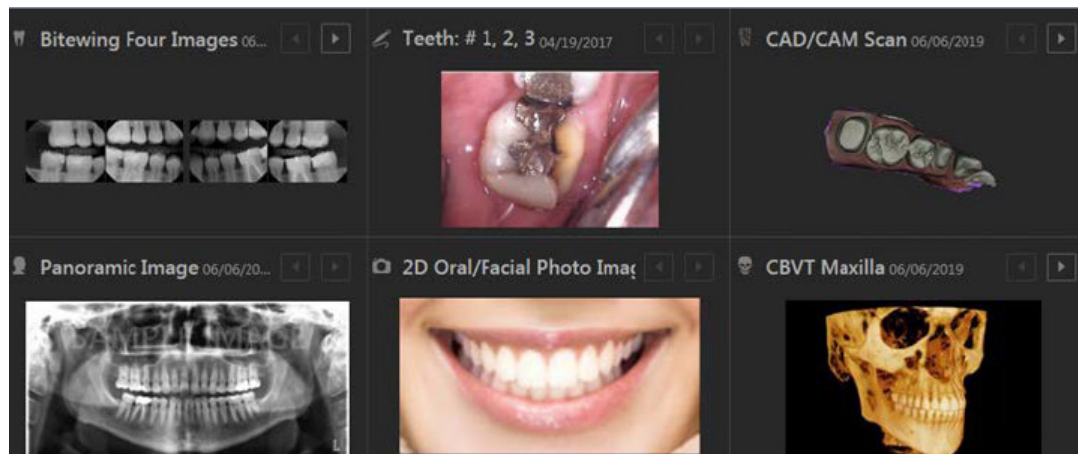 Bitewing Four Images 06...
Teeth: # 1, 2, 3 04/19/2017
CAD/CAM Scan 06/06/2019
Panoramic Image 06/06/20...
2D Oral/Facial Photo Imag
CBVT Maxilla 06/06/2019
SAMPLE IMAGE
L